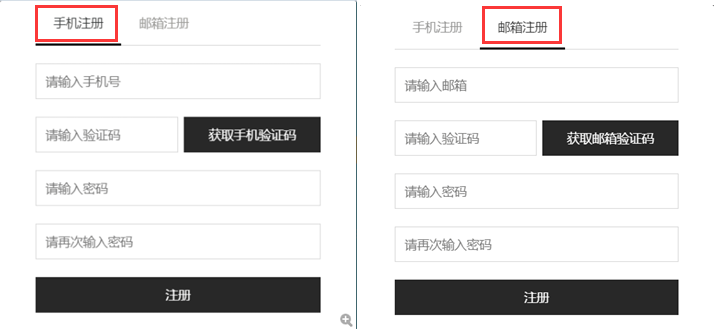 手机注册 邮箱注册
请输入手机号
请输入验证码 获取手机验证码
请输入密码
请再次输入密码
注册
手机注册 邮箱注册
请输入邮箱
请输入验证码 获取邮箱验证码
请输入密码
请再次输入密码
注册